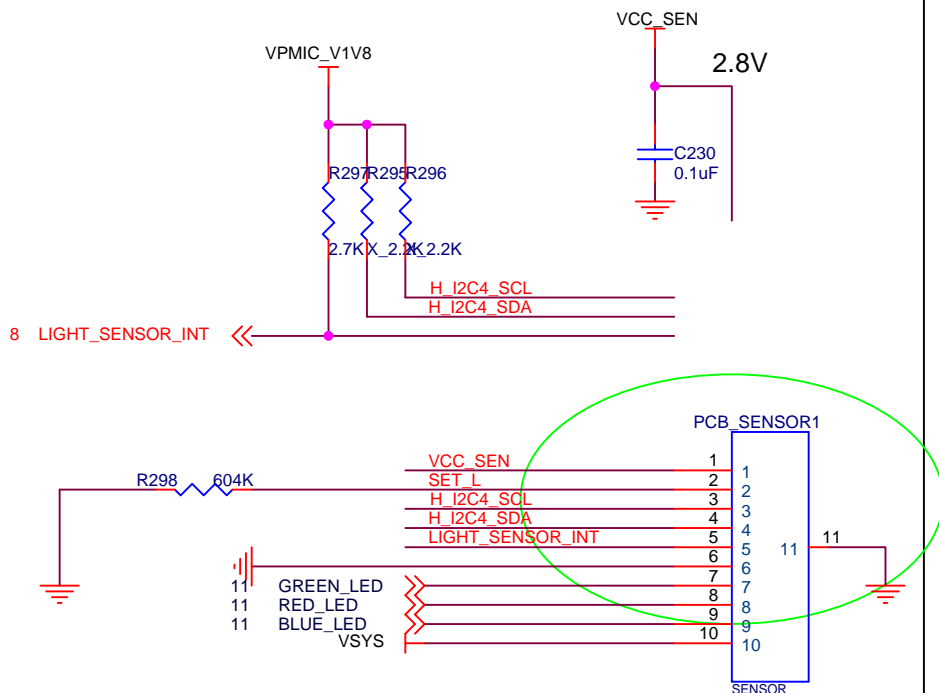 VCC_SEN
VPMIC_V1V8
2.8V
C230
0.1uF
R297 R295 R296
2.7K X_2.2K X_2.2K
H_I2C4_SCL
H_I2C4_SDA
8 LIGHT_SENSOR_INT
PCB_SENSOR1
VCC_SEN 1 1
R298 604K SET_L 2 2
H_I2C4_SCL 3 3
H_I2C4_SDA 4 4
LIGHT_SENSOR_INT 5 5 11 11
6 6
11 GREEN_LED 7 7
11 RED_LED 8 8
11 BLUE_LED 9 9
VSYS 10 10
SENSOR